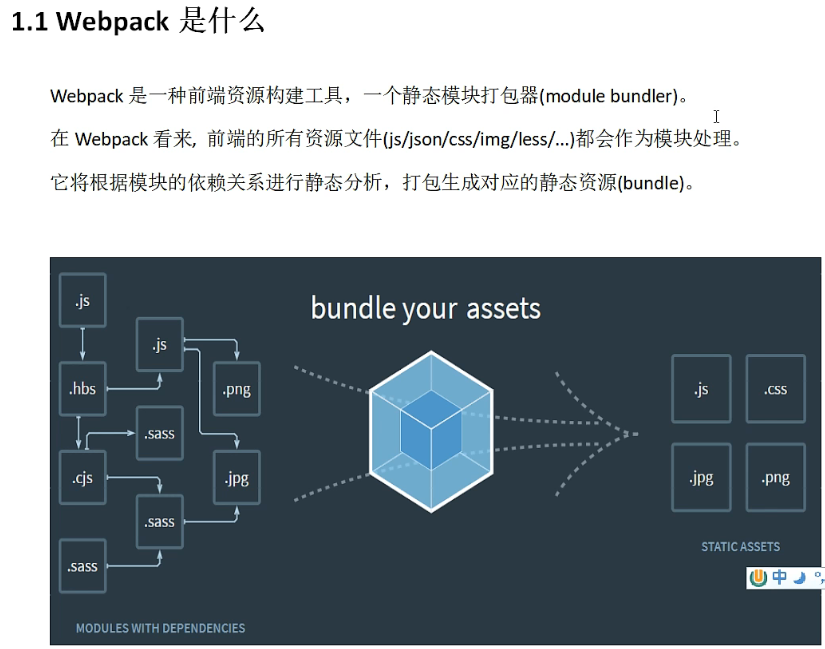 1.1 Webpack 是什么
Webpack 是一种前端资源构建工具，一个静态模块打包器(module bundler)。
在 Webpack 看来, 前端的所有资源文件(js/json/css/img/less/...)都会作为模块处理。
它将根据模块的依赖关系进行静态分析，打包生成对应的静态资源(bundle)。
bundle your assets
.js
.js
.hbs
.png
.sass
.cjs
.jpg
.sass
.sass
MODULES WITH DEPENDENCIES
.js
.css
.jpg
.png
STATIC ASSETS
中